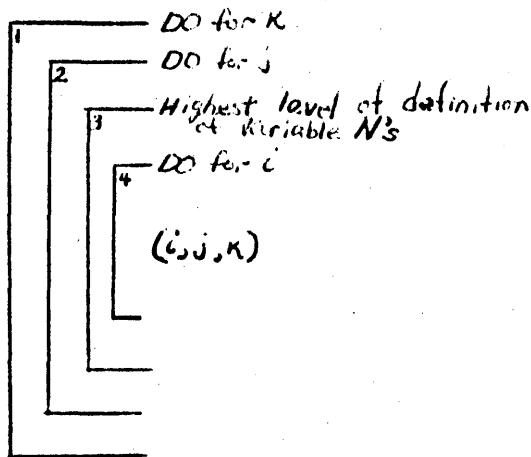 1 DO for k
2 DO for j
3 Highest level of definition
of variable N's
4 DO for i
(i,j,k)